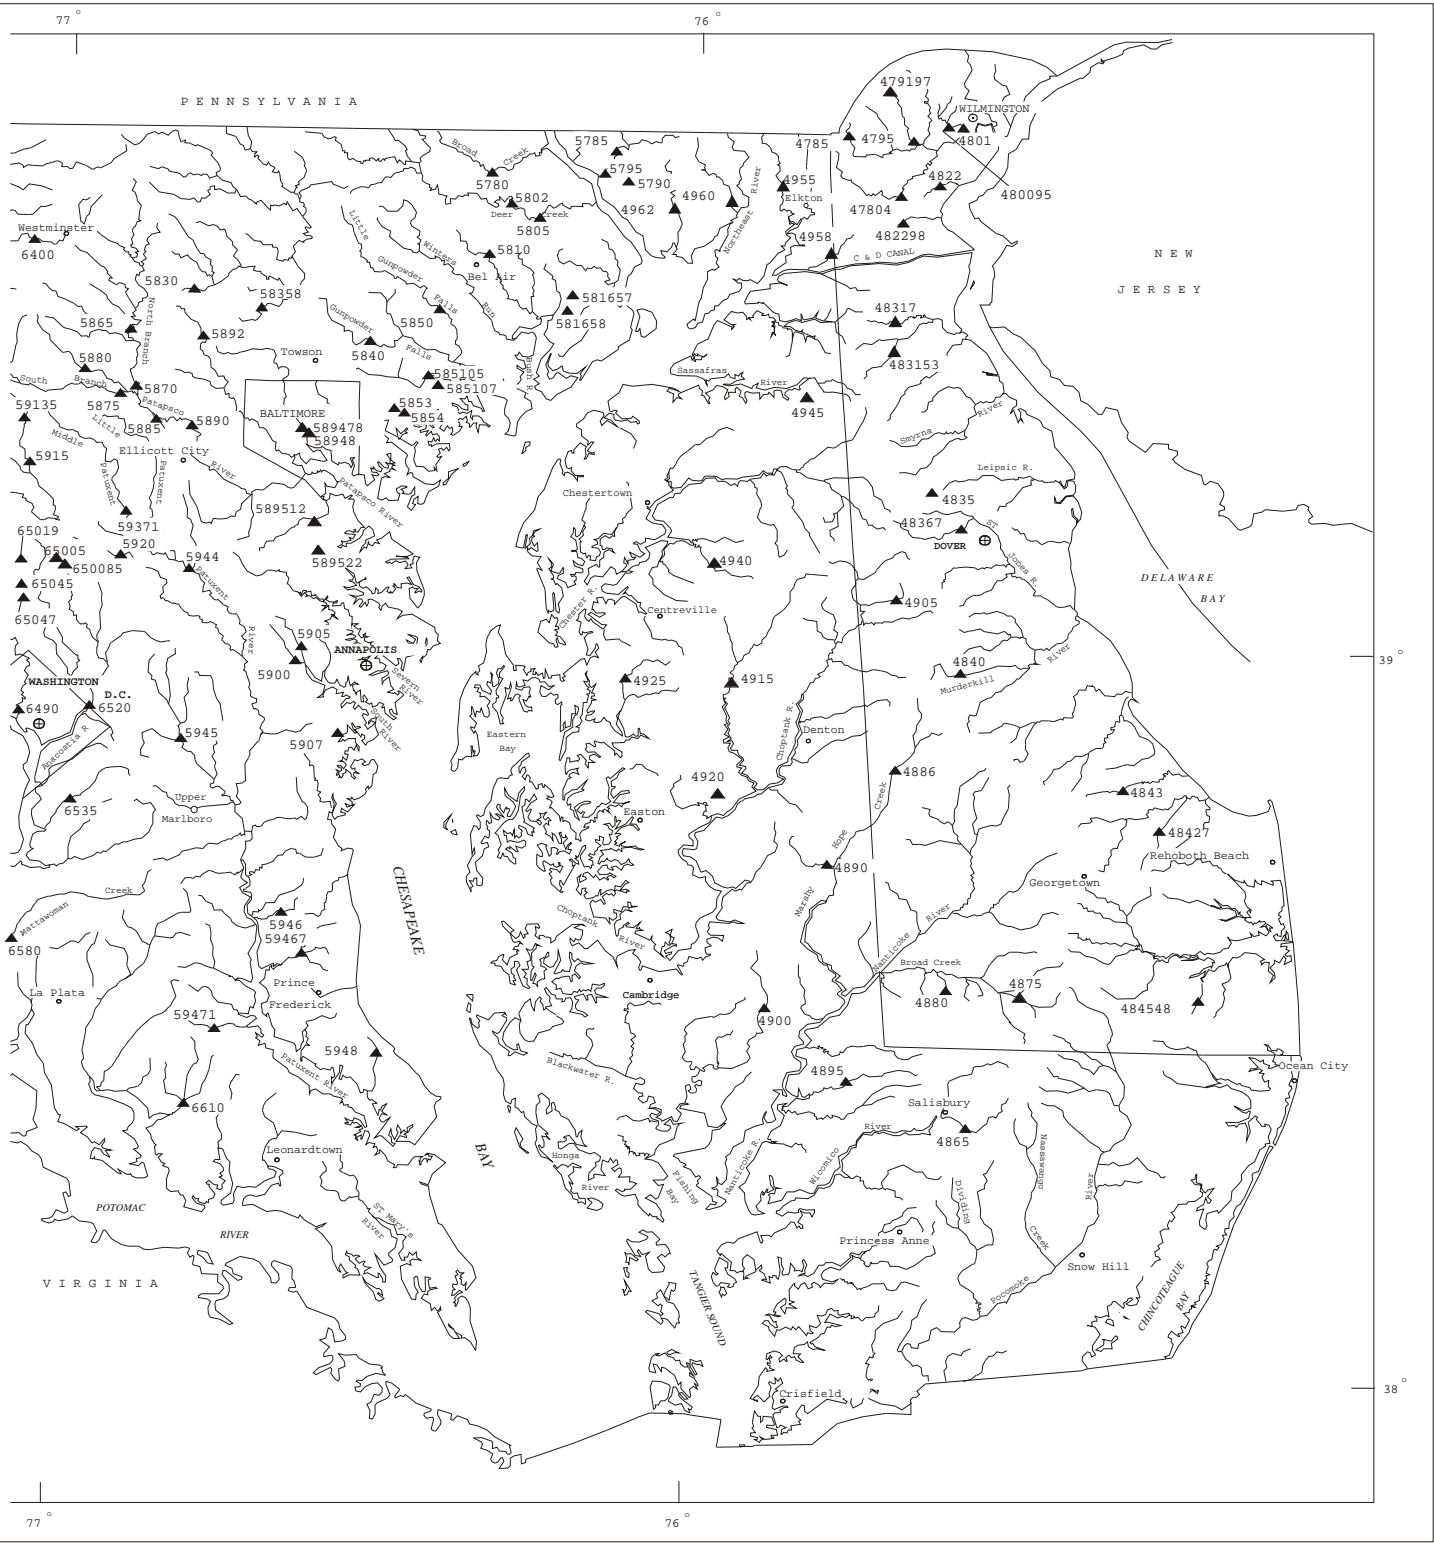 77°
76°
PENNSYLVANIA
479197
WILMINGTON
5785
4785
4795
4801
Broad
Creek
5795
5790
5780
4960
River
4955
4822
480095
5802
Elkton
47804
Deer
Creek
4962
5805
Northeast
482298
Westminster
6400
Little
Winters
5810
4958
C & D CANAL
NEW
JERSEY
Bel Air
Gunpowder
5830
58358
Falls
Run
581657
581658
48317
5865
North Branch
5892
Gunpowder
5850
5840
Falls
Towson
483153
5880
Bush R.
Sassafras
River
South
Branch
5870
585105
585107
5875
Patapsco
4945
59135
Little
5885
5890
BALTIMORE
589478
58948
5853
5854
River
Smyrna
Middle
Ellicott City
5915
Patuxent
Patuxent
River
Leipsic R.
Patapsco River
Chestertown
4835
59371
589512
48367
ST
65019
65005
5920
5944
589522
DOVER
650085
4940
Jones R.
65045
Patuxent
DELAWARE
BAY
65047
Chester R.
Centreville
4905
River
5905
ANNAPOLIS
39°
5900
Severn
River
4840
River
Murderkill
WASHINGTON
D.C.
4925
4915
6490
6520
South
River
Anacostia R
5945
5907
Eastern
Bay
Choptank R.
Denton
4886
4920
Creek
4843
6535
Upper
Marlboro
Easton
48427
Hope
Rehoboth Beach
4890
CHESAPEAKE
Georgetown
Creek
Marshy
Mattawoman
5946
Choptank
River
River
6580
59467
Nanticoke
Broad Creek
Prince
Frederick
La Plata
Cambridge
4880
4875
484548
59471
4900
5948
Patuxent River
Blackwater R.
4895
Ocean City
6610
Salisbury
River
4865
Leonardtown
BAY
Honga
River
Nanticoke R.
Wicomico
Nassawango
Creek
River
Fishing
Bay
Dividing
POTOMAC
RIVER
ST Mary's
River
Princess Anne
VIRGINIA
Snow Hill
TANGIER SOUND
Pocomoke
CHINCOTEAGUE
BAY
Crisfield
38°
77°
76°